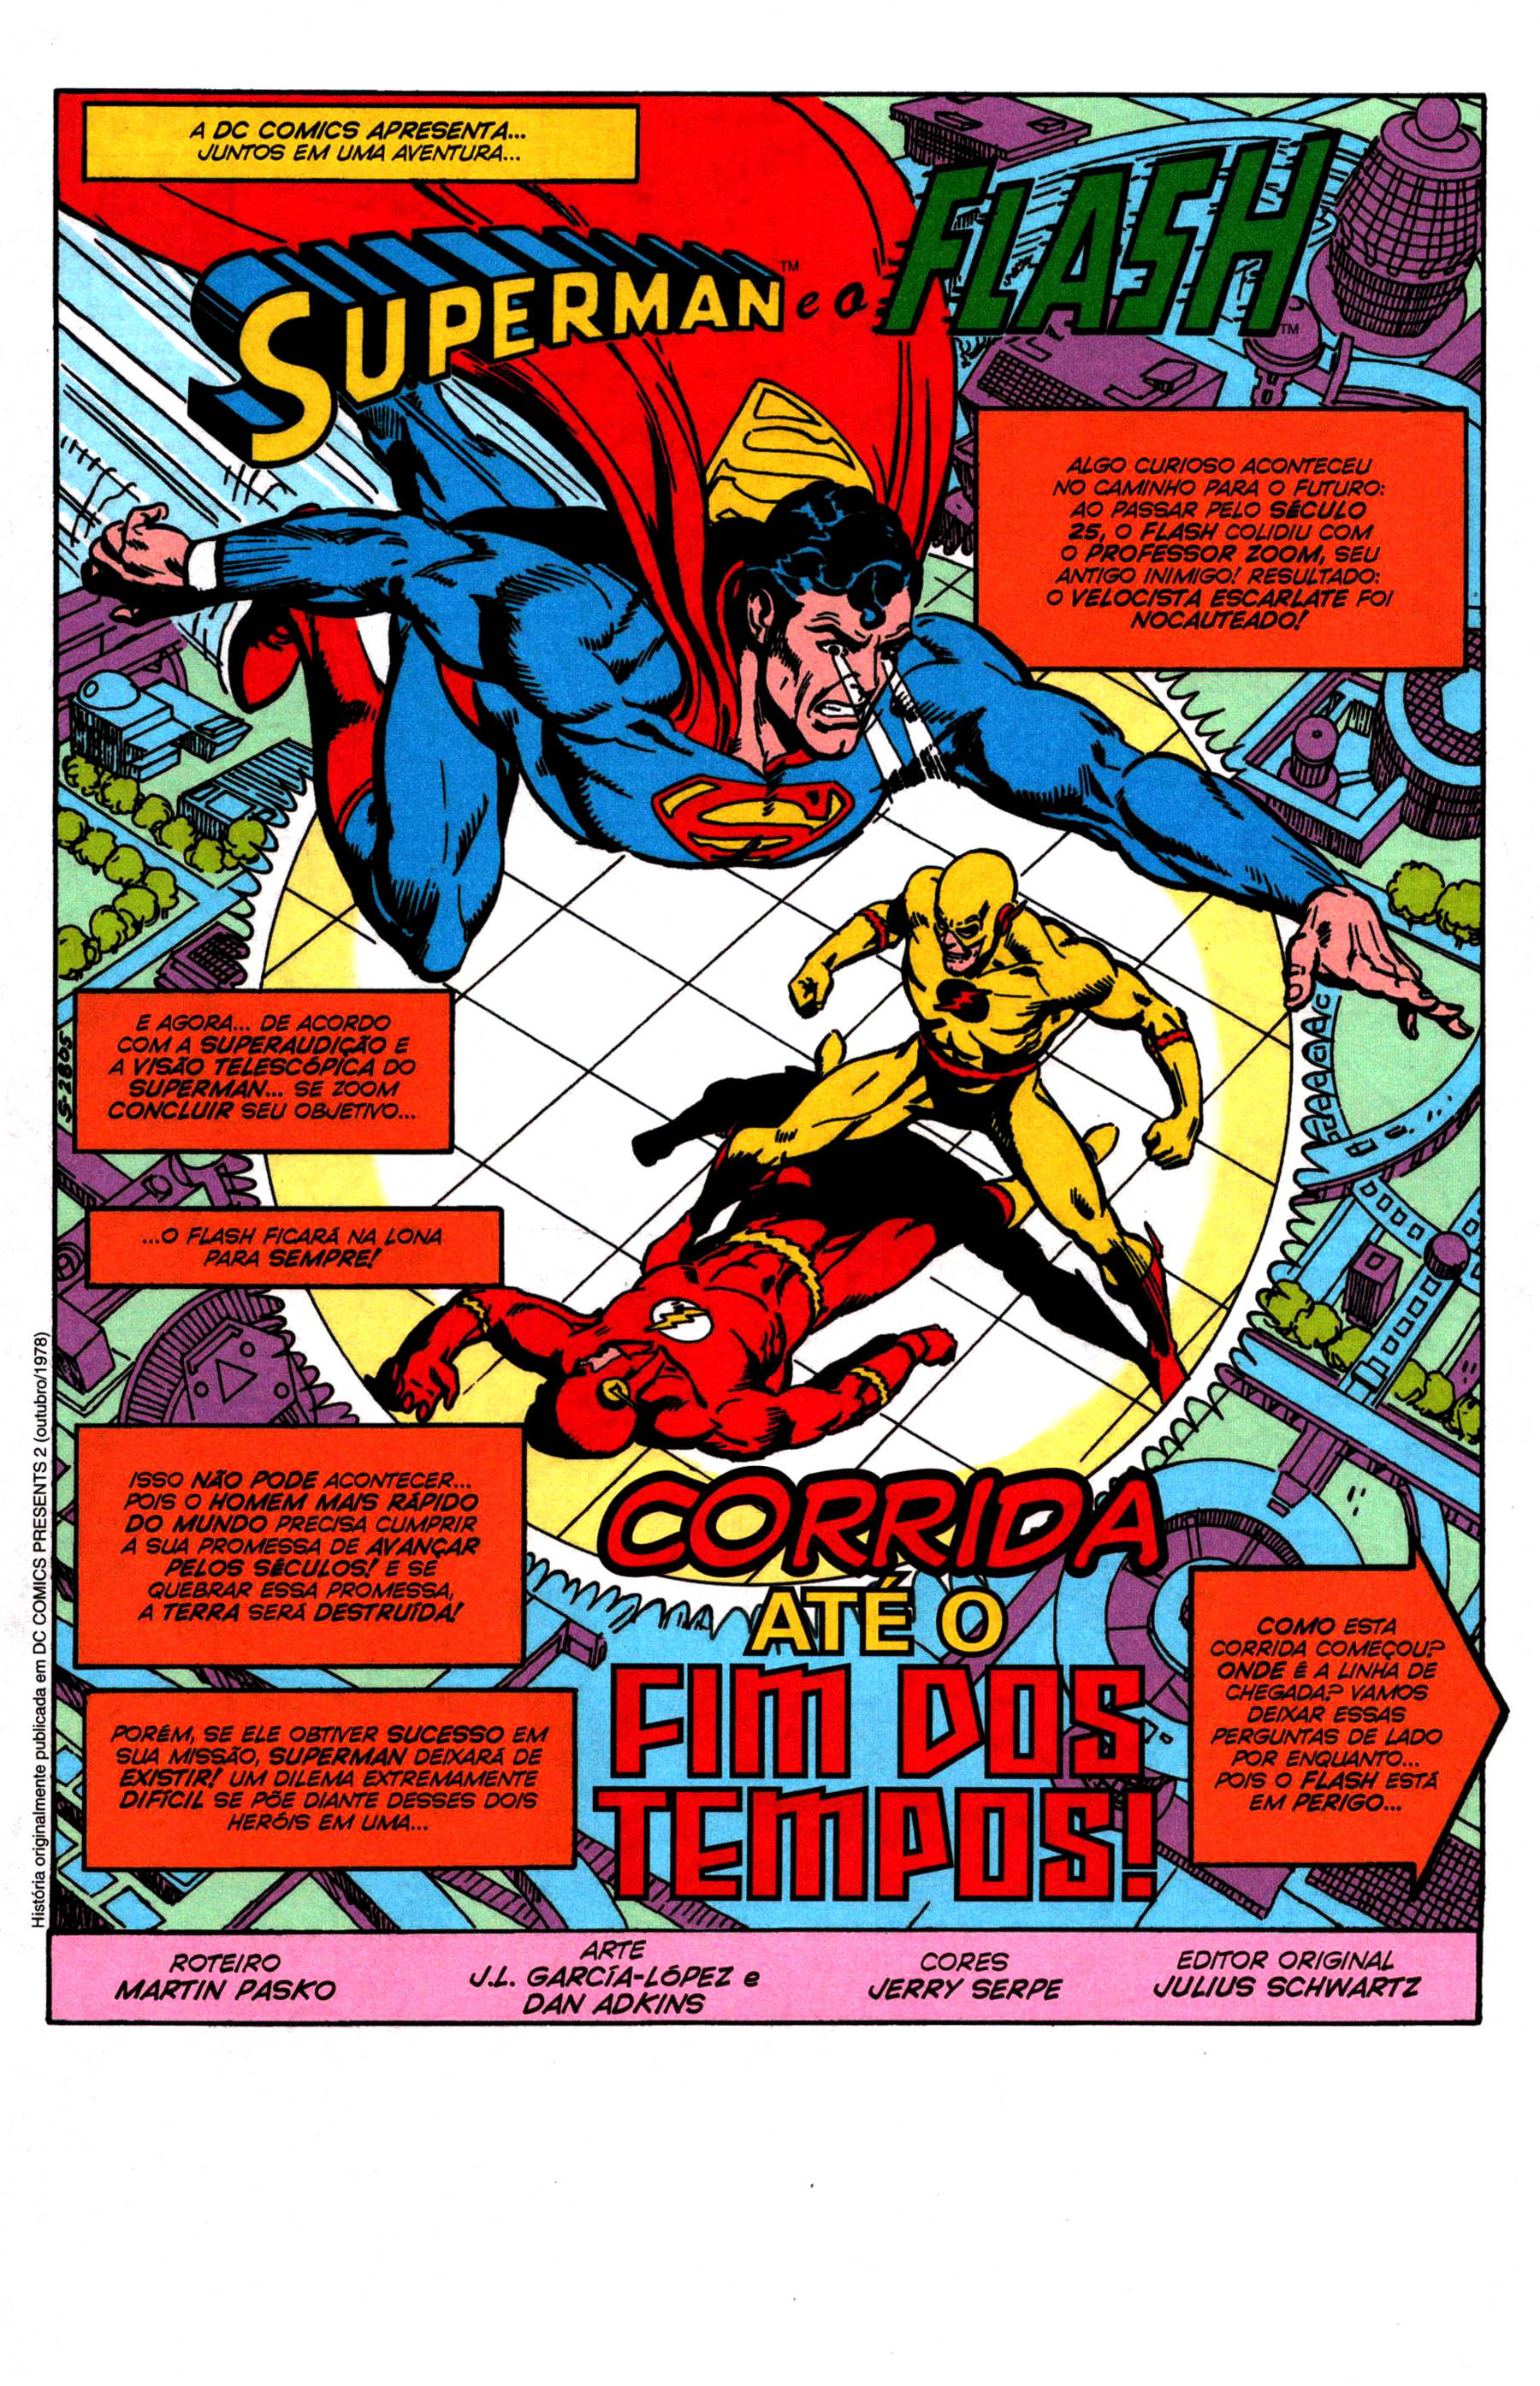 A DC COMICS APRESENTA...
JUNTOS EM UMA AVENTURA...
SUPERMAN™ e o FLASH™
ALGO CURIOSO ACONTECEU
NO CAMINHO PARA O FUTURO:
AO PASSAR PELO SÉCULO
25, O FLASH COLIDIU COM
O PROFESSOR ZOOM, SEU
ANTIGO INIMIGO! RESULTADO:
O VELOCISTA ESCARLATE FOI
NOCAUTEADO!
E AGORA... DE ACORDO
COM A SUPERAUDIÇÃO E
A VISÃO TELESCÓPICA DO
SUPERMAN... SE ZOOM
CONCLUIR SEU OBJETIVO...
S-2805
...O FLASH FICARÁ NA LONA
PARA SEMPRE!
ISSO NÃO PODE ACONTECER...
POIS O HOMEM MAIS RÁPIDO
DO MUNDO PRECISA CUMPRIR
A SUA PROMESSA DE AVANÇAR
PELOS SÉCULOS! E SE
QUEBRAR ESSA PROMESSA,
A TERRA SERÁ DESTRUÍDA!
PORÉM, SE ELE OBTIVER SUCESSO EM
SUA MISSÃO, SUPERMAN DEIXARÁ DE
EXISTIR! UM DILEMA EXTREMAMENTE
DIFÍCIL SE PÕE DIANTE DESSES DOIS
HERÓIS EM UMA...
CORRIDA
ATÉ O
FIM DOS
TEMPOS!
COMO ESTA
CORRIDA COMEÇOU?
ONDE É A LINHA DE
CHEGADA? VAMOS
DEIXAR ESSAS
PERGUNTAS DE LADO
POR ENQUANTO...
POIS O FLASH ESTÁ
EM PERIGO...
História originalmente publicada em DC COMICS PRESENTS 2 (outubro/1978)
ROTEIRO
MARTIN PASKO
ARTE
J.L. GARCÍA-LÓPEZ e
DAN ADKINS
CORES
JERRY SERPE
EDITOR ORIGINAL
JULIUS SCHWARTZ